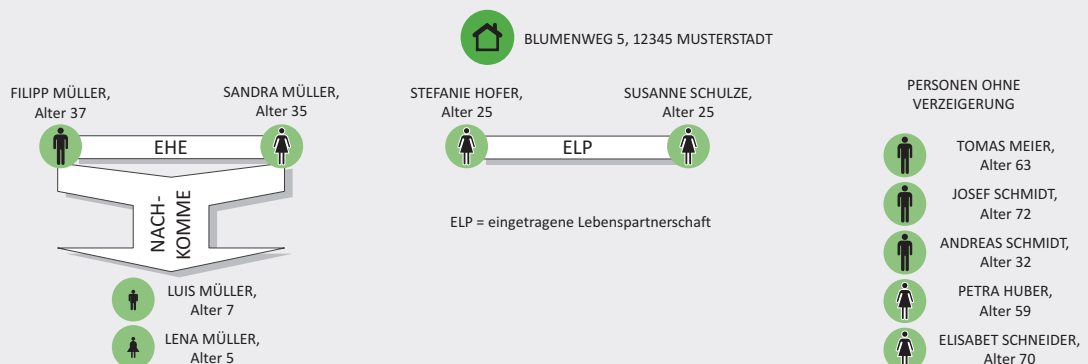 BLUMENWEG 5, 12345 MUSTERSTADT
FILIPP MÜLLER,
Alter 37
SANDRA MÜLLER,
Alter 35
EHE
NACH-
KOMME
LUIS MÜLLER,
Alter 7
LENA MÜLLER,
Alter 5
STEFANIE HOFER,
Alter 25
SUSANNE SCHULZE,
Alter 25
ELP
ELP = eingetragene Lebenspartnerschaft
PERSONEN OHNE
VERZEIGERUNG
TOMAS MEIER,
Alter 63
JOSEF SCHMIDT,
Alter 72
ANDREAS SCHMIDT,
Alter 32
PETRA HUBER,
Alter 59
ELISABET SCHNEIDER,
Alter 70